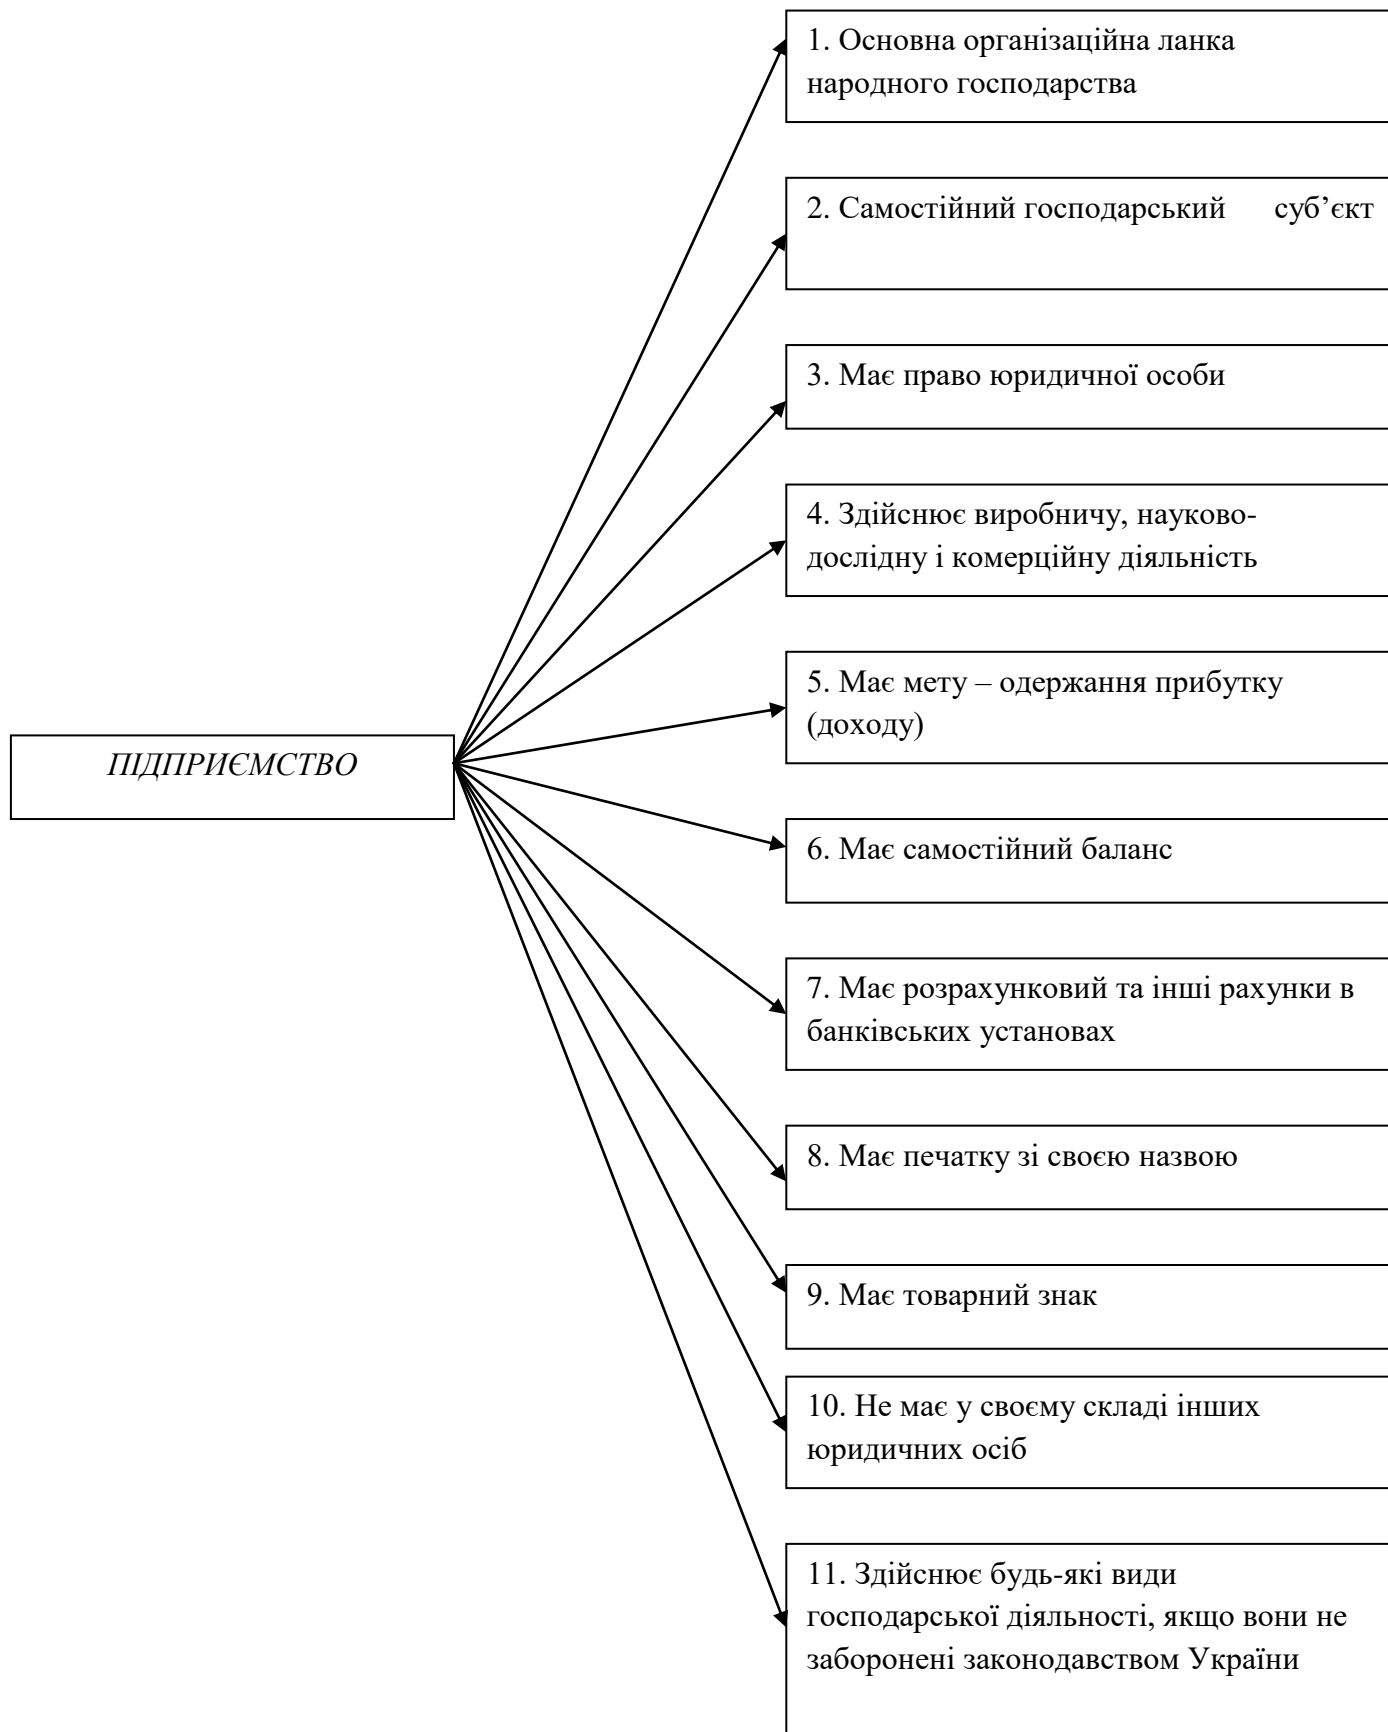 1. Основна організаційна ланка
народного господарства
2. Самостійний господарський суб’єкт
3. Має право юридичної особи
4. Здійснює виробничу, науково-
дослідну і комерційну діяльність
5. Має мету – одержання прибутку
(доходу)
ПІДПРИЄМСТВО
6. Має самостійний баланс
7. Має розрахунковий та інші рахунки в
банківських установах
8. Має печатку зі своєю назвою
9. Має товарний знак
10. Не має у своєму складі інших
юридичних осіб
11. Здійснює будь-які види
господарської діяльності, якщо вони не
заборонені законодавством України